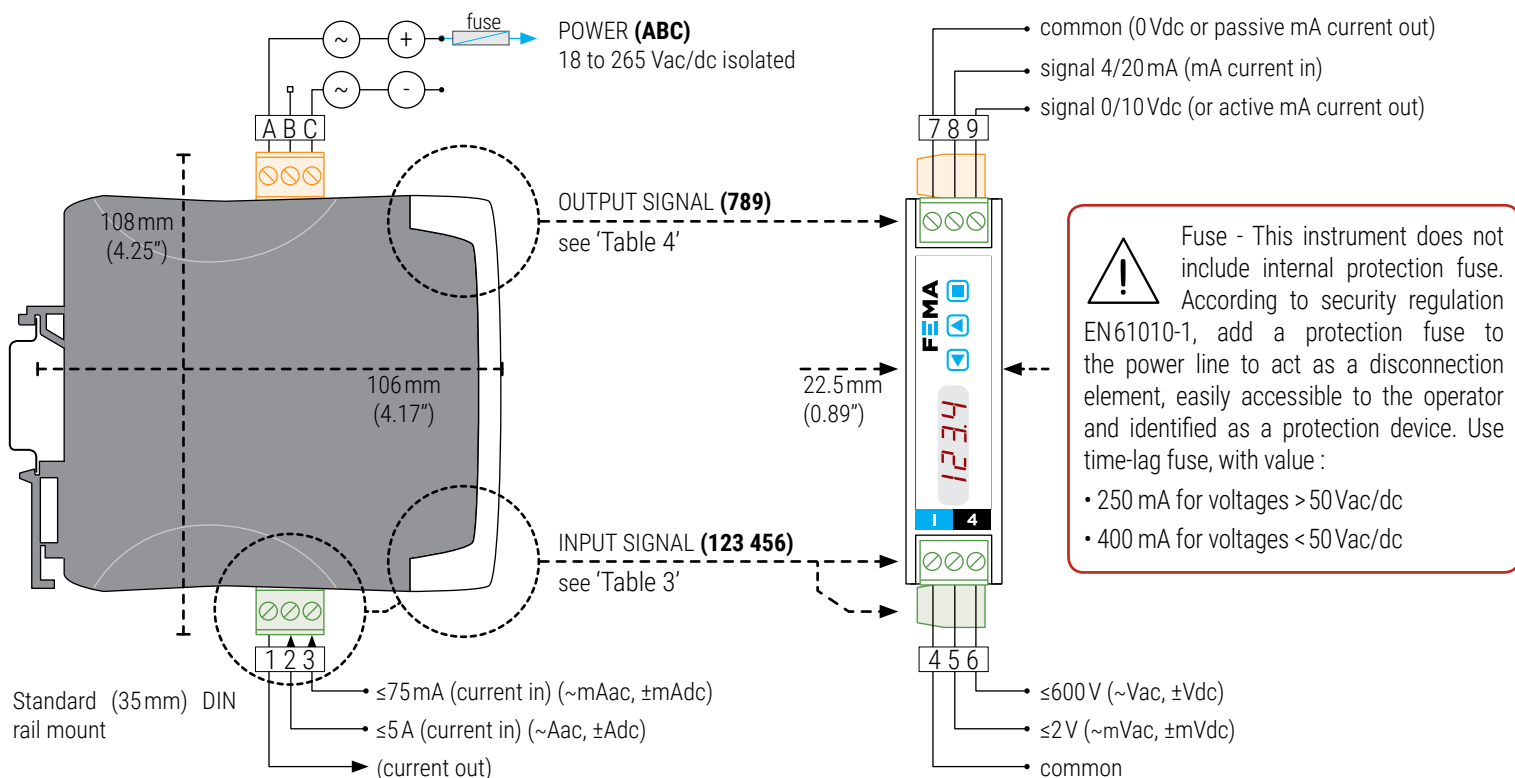 fuse
~ +
~ -
POWER (ABC)
18 to 265 Vac/dc isolated
A B C
108 mm
(4.25”)
106 mm
(4.17”)
OUTPUT SIGNAL (789)
see ‘Table 4’
INPUT SIGNAL (123 456)
see ‘Table 3’
1 2 3
≤75 mA (current in) (~mAac, ±mAdc)
≤5 A (current in) (~Aac, ±Adc)
(current out)
Standard (35 mm) DIN
rail mount
common (0 Vdc or passive mA current out)
signal 4/20 mA (mA current in)
signal 0/10 Vdc (or active mA current out)
7 8 9
FEMA
22.5 mm
(0.89”)
1 2 3.4
I 4
4 5 6
≤600 V (~Vac, ±Vdc)
≤2 V (~mVac, ±mVdc)
common
Fuse - This instrument does not
include internal protection fuse.
According to security regulation
EN 61010-1, add a protection fuse to
the power line to act as a disconnection
element, easily accessible to the operator
and identified as a protection device. Use
time-lag fuse, with value :
• 250 mA for voltages > 50 Vac/dc
• 400 mA for voltages < 50 Vac/dc